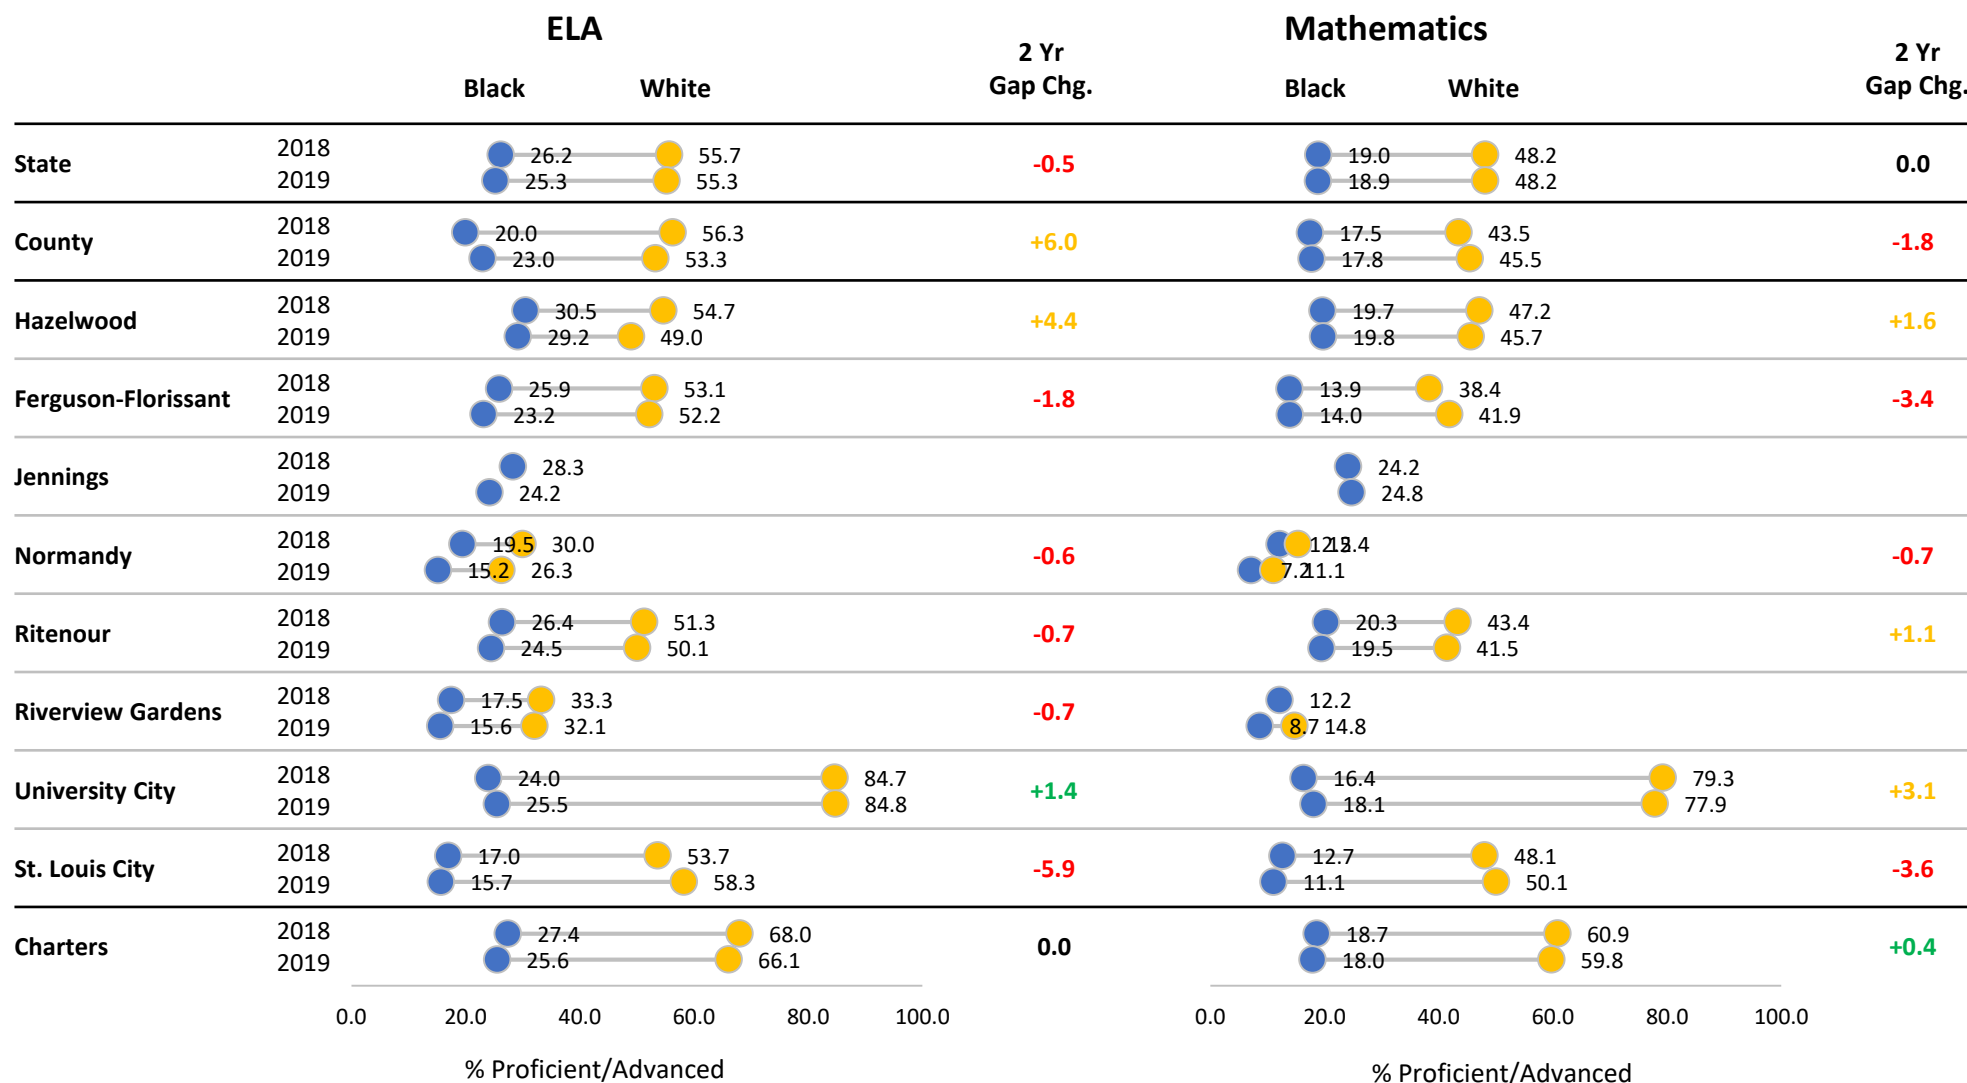 ELA
Mathematics
2 Yr
Gap Chg.
2 Yr
Gap Chg.
Black White
Black White
State
2018 26.2 55.7
2019 25.3 55.3
-0.5
19.0 48.2
18.9 48.2
0.0
County
2018 20.0 56.3
2019 23.0 53.3
+6.0
17.5 43.5
17.8 45.5
-1.8
Hazelwood
2018 30.5 54.7
2019 29.2 49.0
+4.4
19.7 47.2
19.8 45.7
+1.6
Ferguson-Florissant
2018 25.9 53.1
2019 23.2 52.2
-1.8
13.9 38.4
14.0 41.9
-3.4
Jennings
2018 28.3
2019 24.2
24.2
24.8
Normandy
2018 19.5 30.0
2019 15.2 26.3
-0.6
15.4
7.2 11.1
-0.7
Ritenour
2018 26.4 51.3
2019 24.5 50.1
-0.7
20.3 43.4
19.5 41.5
+1.1
Riverview Gardens
2018 17.5 33.3
2019 15.6 32.1
-0.7
12.2
8.7 14.8
University City
2018 24.0 84.7
2019 25.5 84.8
+1.4
16.4 79.3
18.1 77.9
+3.1
St. Louis City
2018 17.0 53.7
2019 15.7 58.3
-5.9
12.7 48.1
11.1 50.1
-3.6
Charters
2018 27.4 68.0
2019 25.6 66.1
0.0
18.7 60.9
18.0 59.8
+0.4
0.0 20.0 40.0 60.0 80.0 100.0
0.0 20.0 40.0 60.0 80.0 100.0
% Proficient/Advanced
% Proficient/Advanced